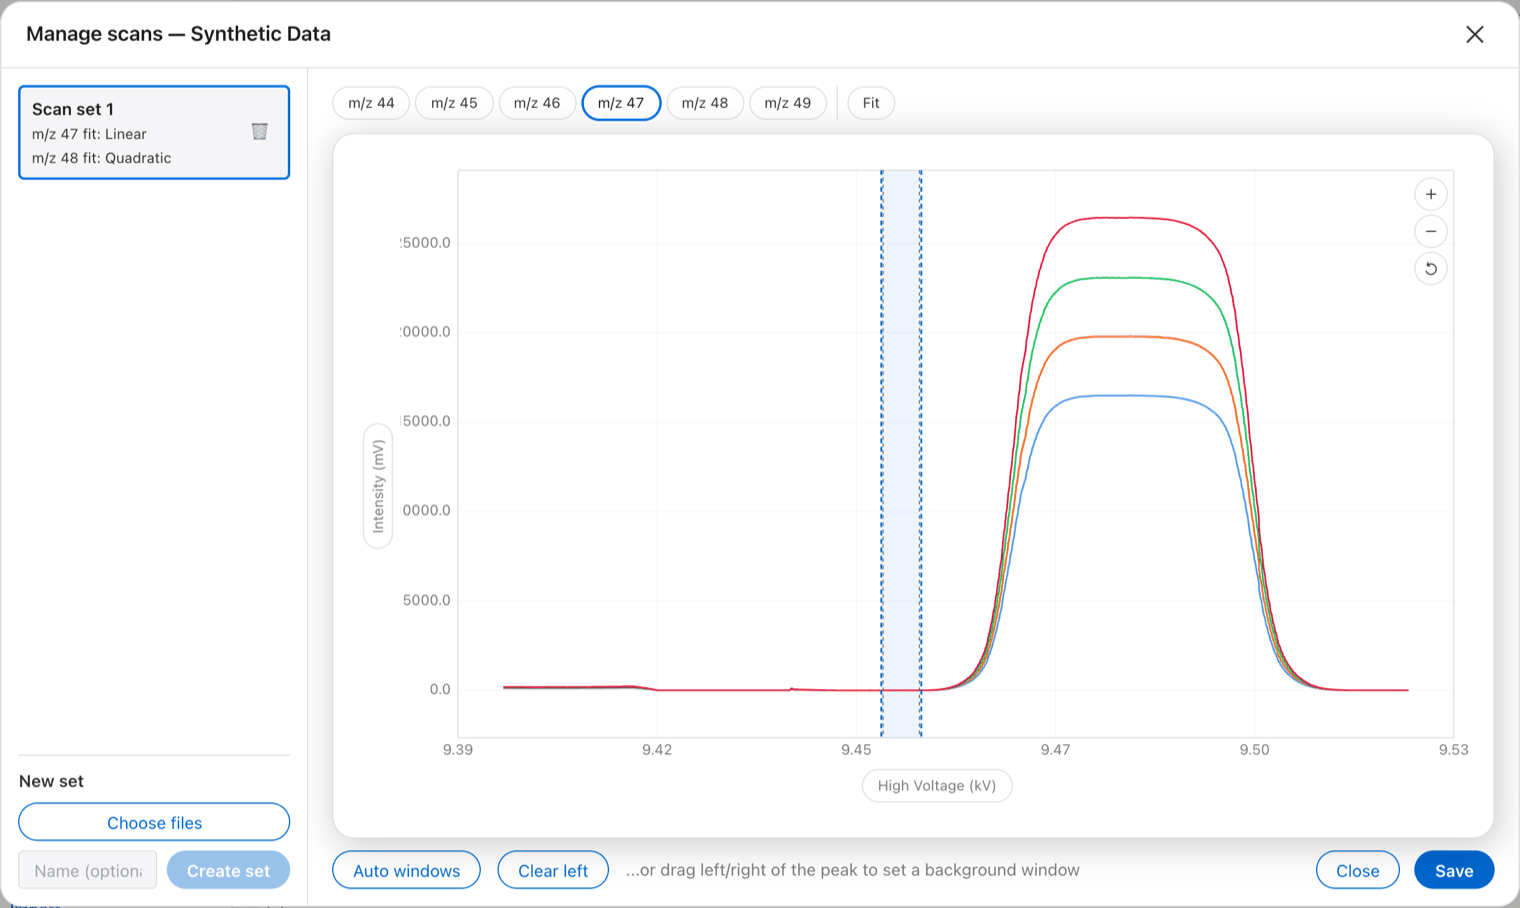 Manage scans — Synthetic Data
Scan set 1
m/z 47 fit: Linear
m/z 48 fit: Quadratic
m/z 44
m/z 45
m/z 46
m/z 47
m/z 48
m/z 49
Fit
+
−
5000.0
0000.0
5000.0
0000.0
5000.0
0.0
Intensity (mV)
9.39
9.42
9.45
9.47
9.50
9.53
High Voltage (kV)
New set
Choose files
Name (optiona
Create set
Auto windows
Clear left
...or drag left/right of the peak to set a background window
Close
Save